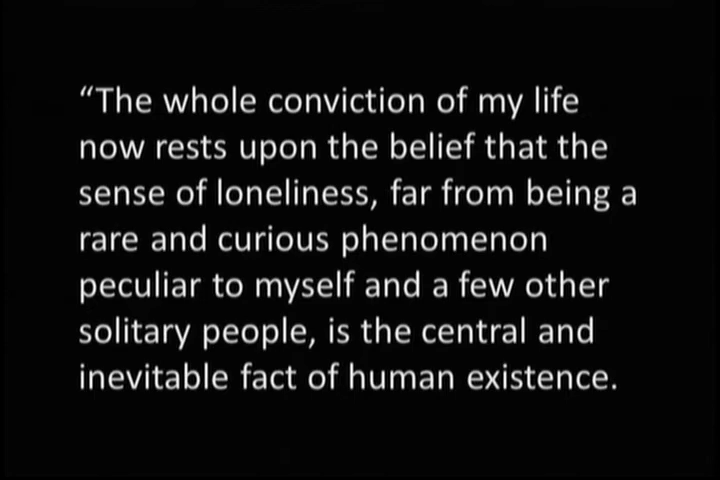 “The whole conviction of my life
now rests upon the belief that the
sense of loneliness, far from being a
rare and curious phenomenon
peculiar to myself and a few other
solitary people, is the central and
inevitable fact of human existence.